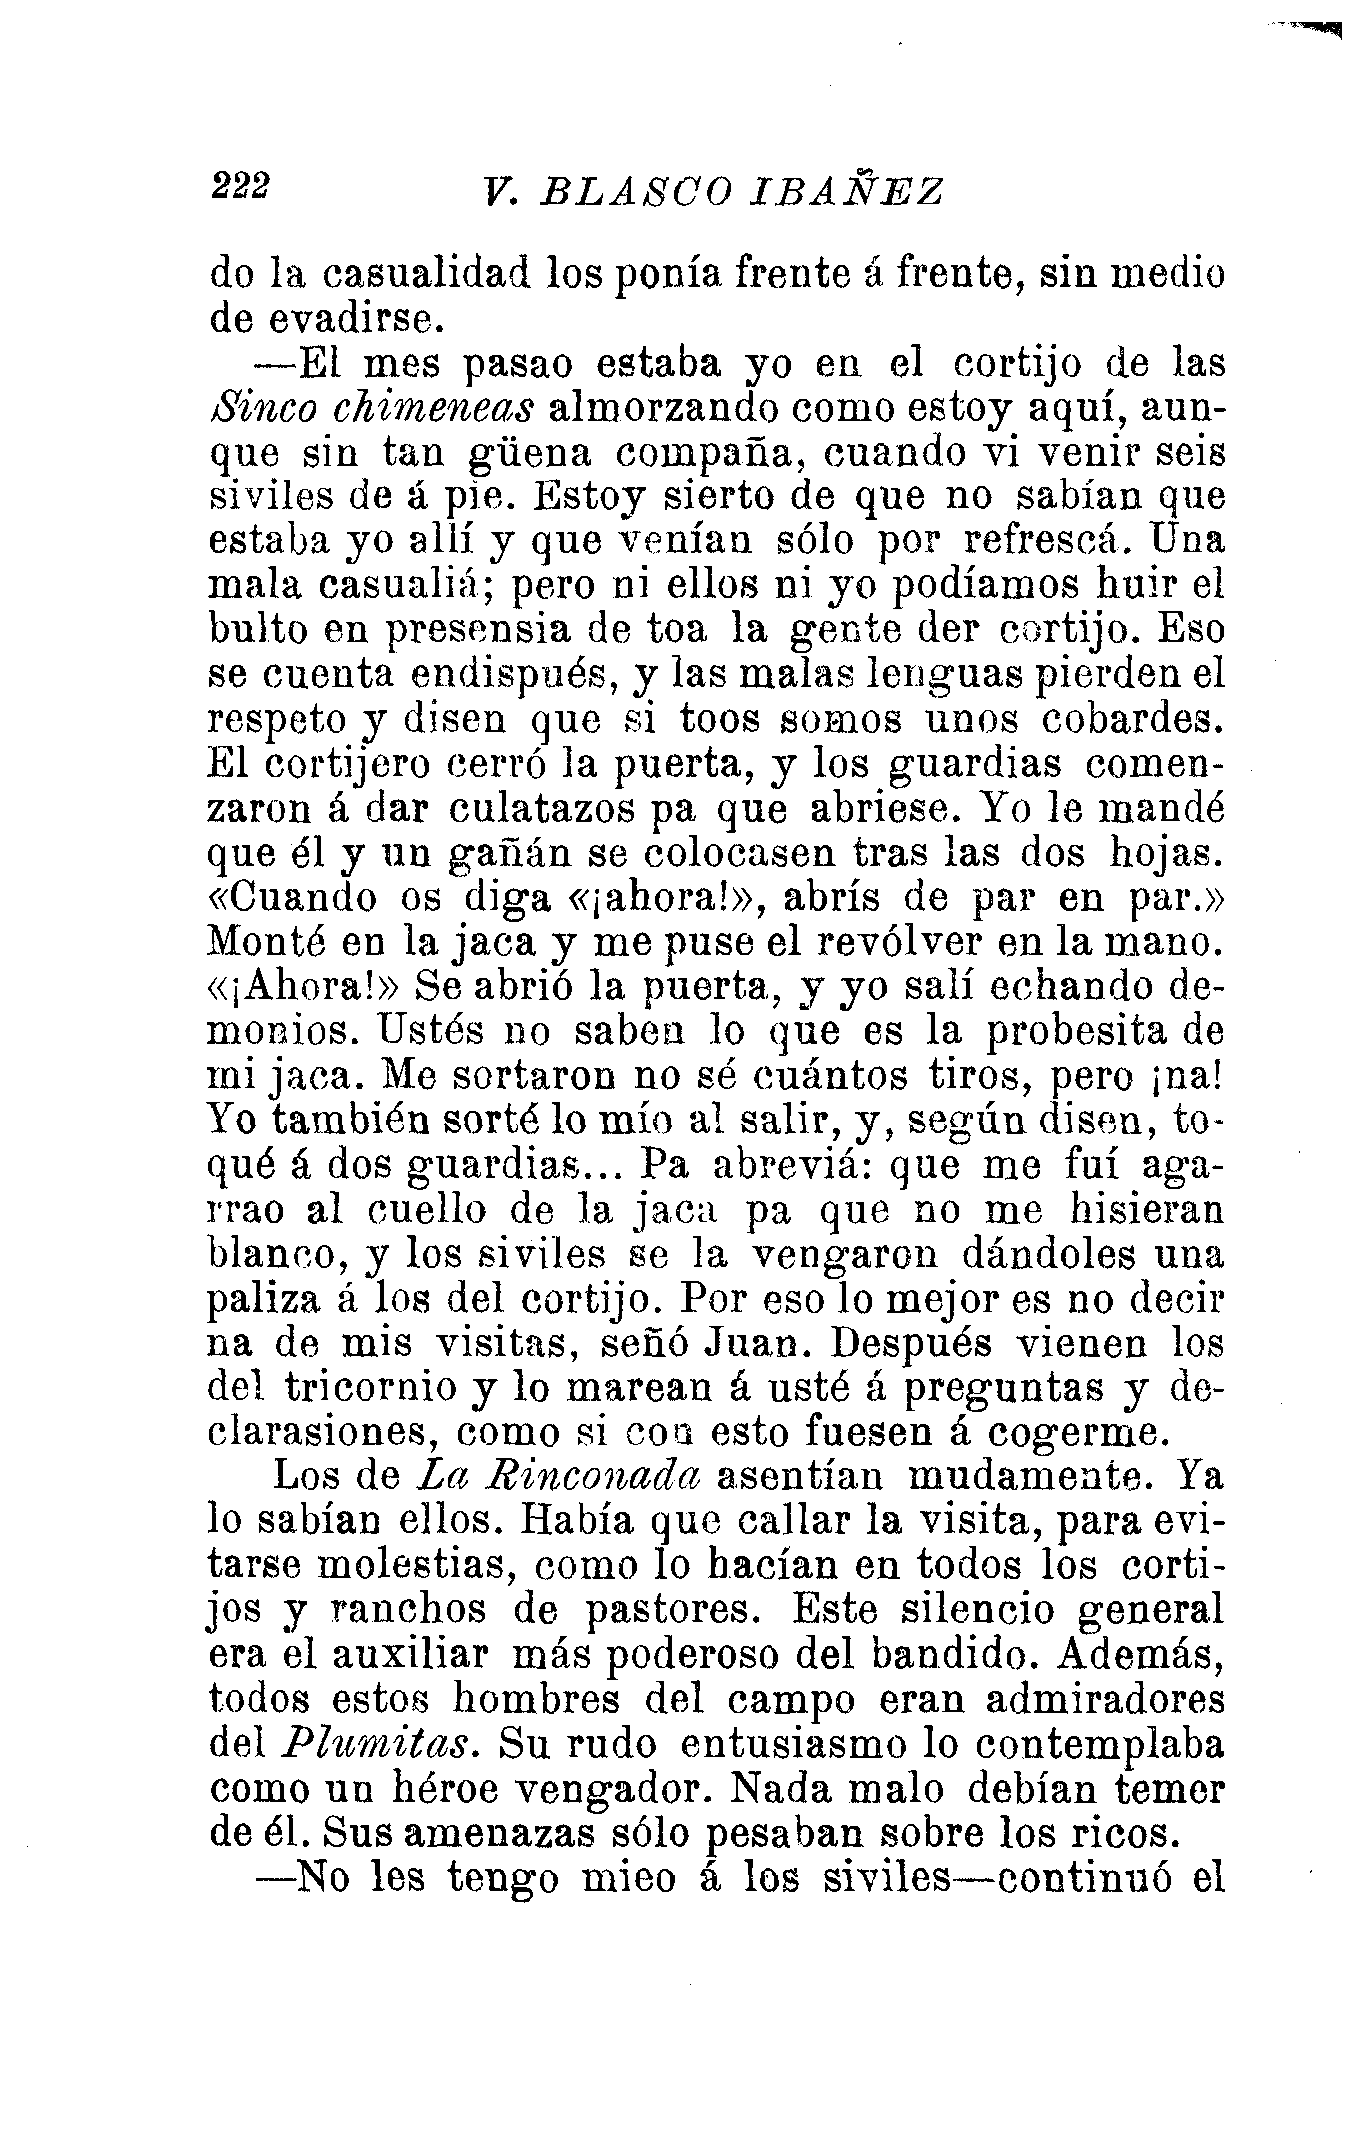 222 V. BLASCO IBAÑEZ
do la casualidad los ponía frente á frente, sin medio
de evadirse.
—El mes pasao estaba yo en el cortijo de las
Sinco chimeneas almorzando como estoy aquí, aun-
que sin tan güena compaña, cuando vi venir seis
siviles de á pie. Estoy sierto de que no sabían que
estaba yo allí y que venían sólo por refrescá. Una
mala casualiá; pero ni ellos ni yo podíamos huir el
bulto en presensia de toa la gente der cortijo. Eso
se cuenta endispués, y las malas lenguas pierden el
respeto y disen que si toos somos unos cobardes.
El cortijero cerró la puerta, y los guardias comen-
zaron á dar culatazos pa que abriese. Yo le mandé
que él y un gañán se colocasen tras las dos hojas.
«Cuando os diga «¡ahora!», abrís de par en par.»
Monté en la jaca y me puse el revólver en la mano.
«¡Ahora!» Se abrió la puerta, y yo salí echando de-
monios. Ustés no saben lo que es la probesita de
mi jaca. Me sortaron no sé cuántos tiros, pero ¡na!
Yo también sorté lo mío al salir, y, según disen, to-
qué á dos guardias... Pa abreviá: que me fuí aga-
rrao al cuello de la jaca pa que no me hisieran
blanco, y los siviles se la vengaron dándoles una
paliza á los del cortijo. Por eso lo mejor es no decir
na de mis visitas, señó Juan. Después vienen los
del tricornio y lo marean á usté á preguntas y de-
clarasiones, como si con esto fuesen á cogerme.
Los de La Rinconada asentían mudamente. Ya
lo sabían ellos. Había que callar la visita, para evi-
tarse molestias, como lo hacían en todos los corti-
jos y ranchos de pastores. Este silencio general
era el auxiliar más poderoso del bandido. Además,
todos estos hombres del campo eran admiradores
del Plumitas. Su rudo entusiasmo lo contemplaba
como un héroe vengador. Nada malo debían temer
de él. Sus amenazas sólo pesaban sobre los ricos.
—No les tengo mieo á los siviles—continuó el